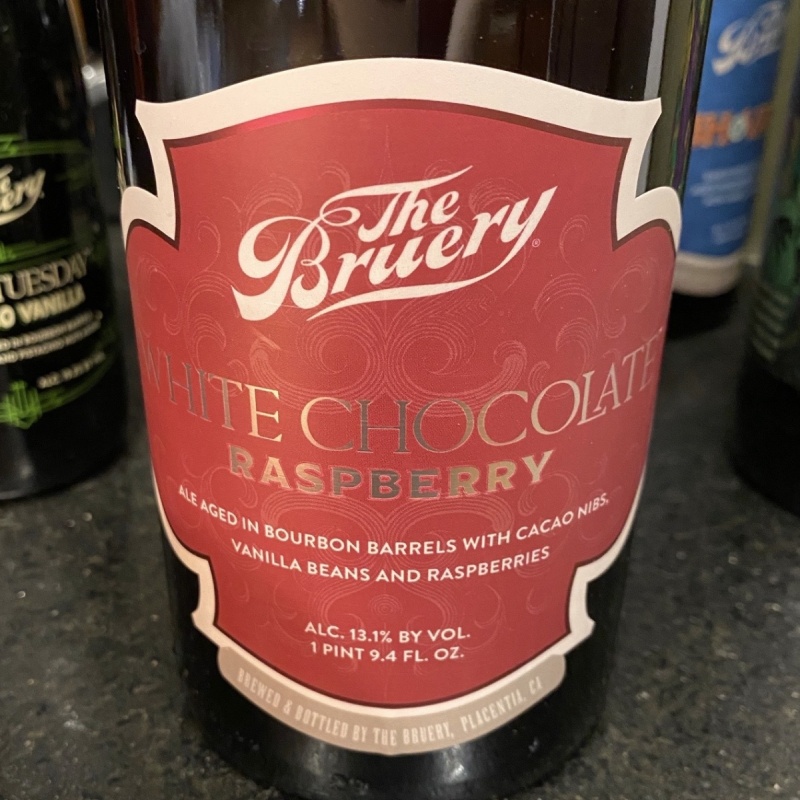 The
Bruery®
WHITE CHOCOLATE
RASPBERRY
ALE AGED IN BOURBON BARRELS WITH CACAO NIBS,
VANILLA BEANS AND RASPBERRIES
ALC. 13.1% BY VOL.
1 PINT 9.4 FL. OZ.
BREWED & BOTTLED BY THE BRUERY, PLACENTIA, CA
TUESDAY
VANILLA
Bruery